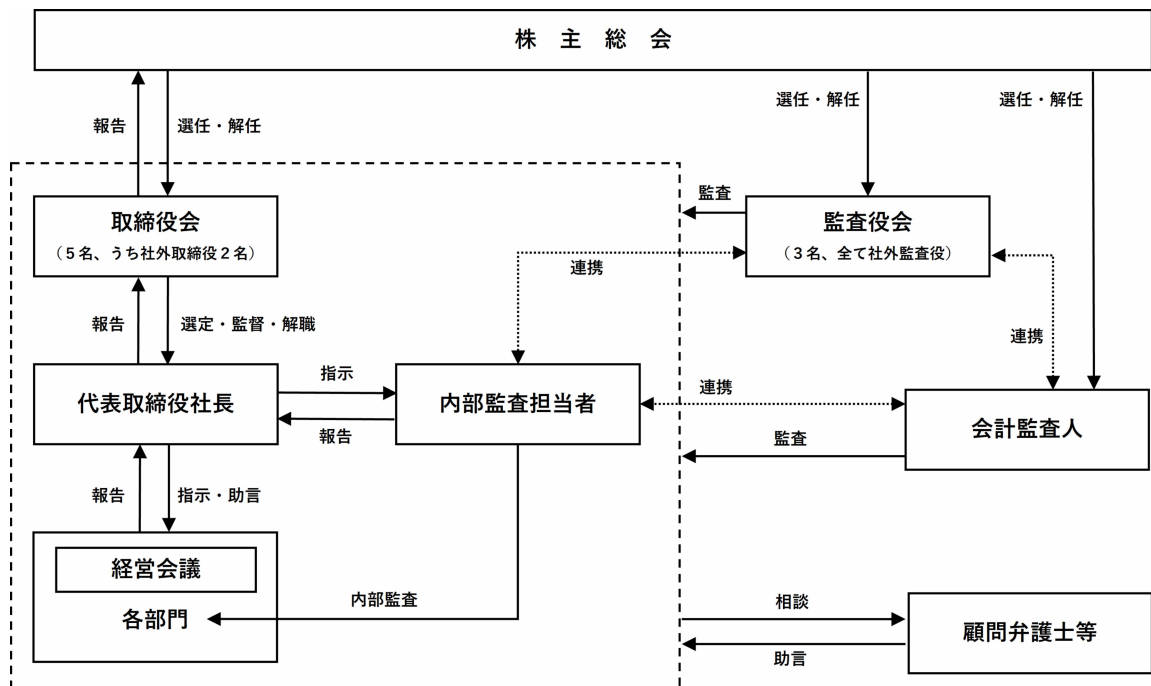 株 主 総 会
報告
選任・解任
選任・解任
選任・解任
取締役会
（５名、うち社外取締役２名）
監査
監査役会
（３名、全て社外監査役）
連携
報告
選定・監督・解職
連携
代表取締役社長
指示
報告
内部監査担当者
連携
監査
会計監査人
報告
指示・助言
経営会議
各部門
内部監査
相談
助言
顧問弁護士等